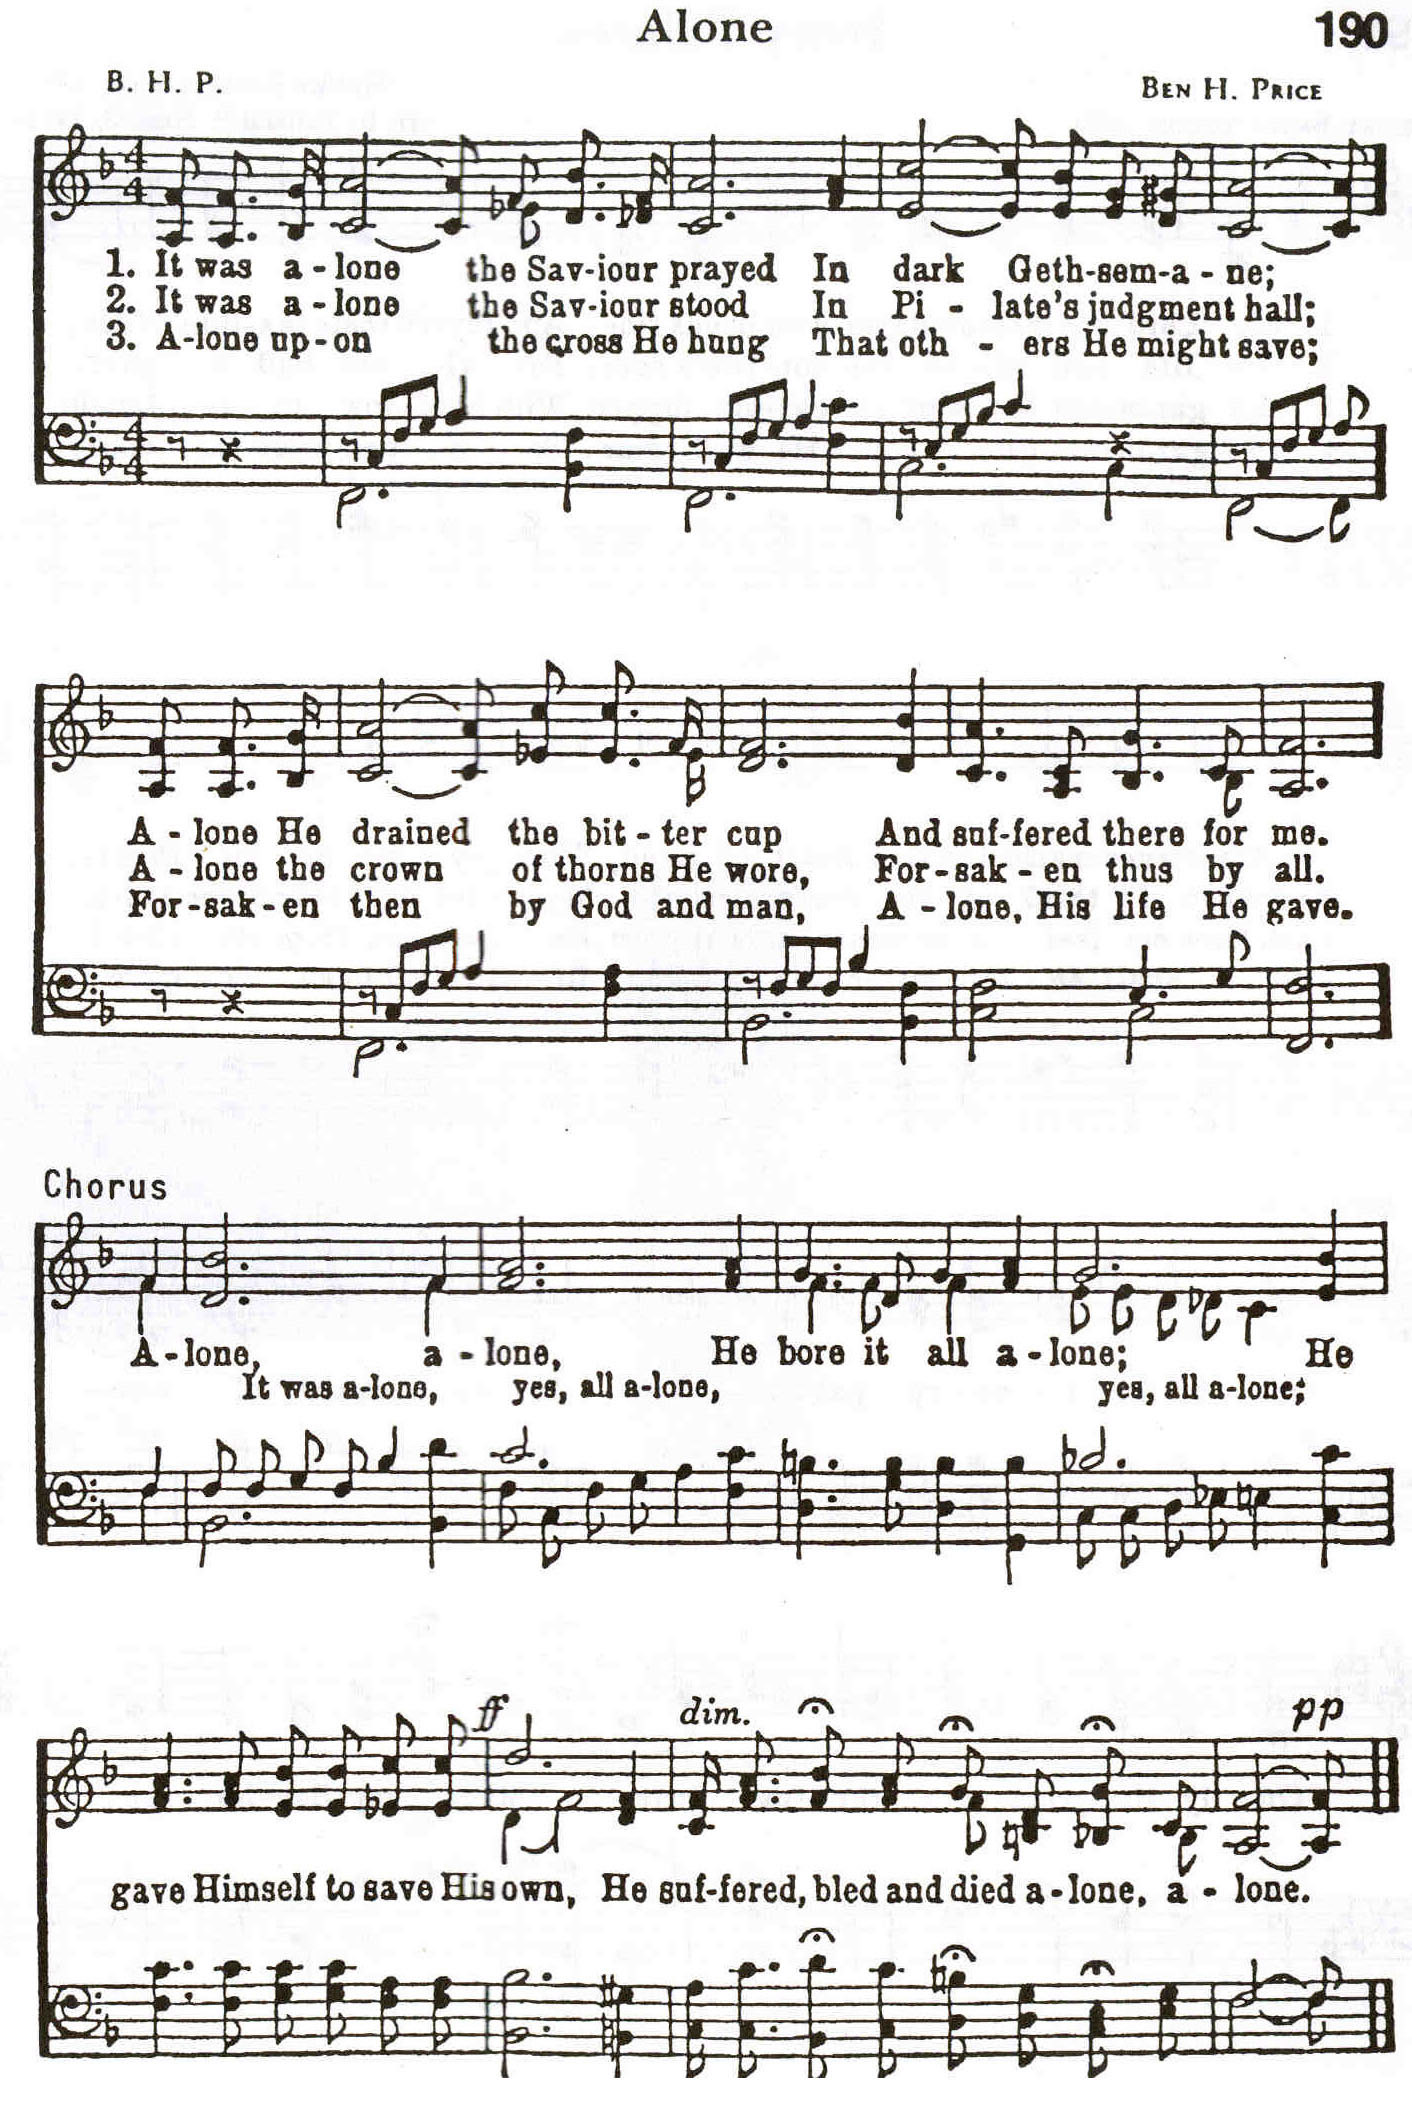 Alone
190
B. H. P.
BEN H. PRICE
1. It was a - lone the Sav-iour prayed In dark Geth-sem-a - ne;
2. It was a - lone the Sav-iour stood In Pi - late's judgment hall;
3. A-lone up-on the cross He hung That oth - ers He might save;
A - lone He drained the bit - ter cup And suf-fered there for me.
A - lone the crown of thorns He wore, For-sak-en thus by all.
For-sak-en then by God and man, A - lone, His life He gave.
Chorus
A-lone, a - lone, He bore it all a-lone; He
It was a-lone, yes, all a-lone, yes, all a-lone;
ff dim. pp
gave Himself to save His own, He suf-fered, bled and died a-lone, a - lone.